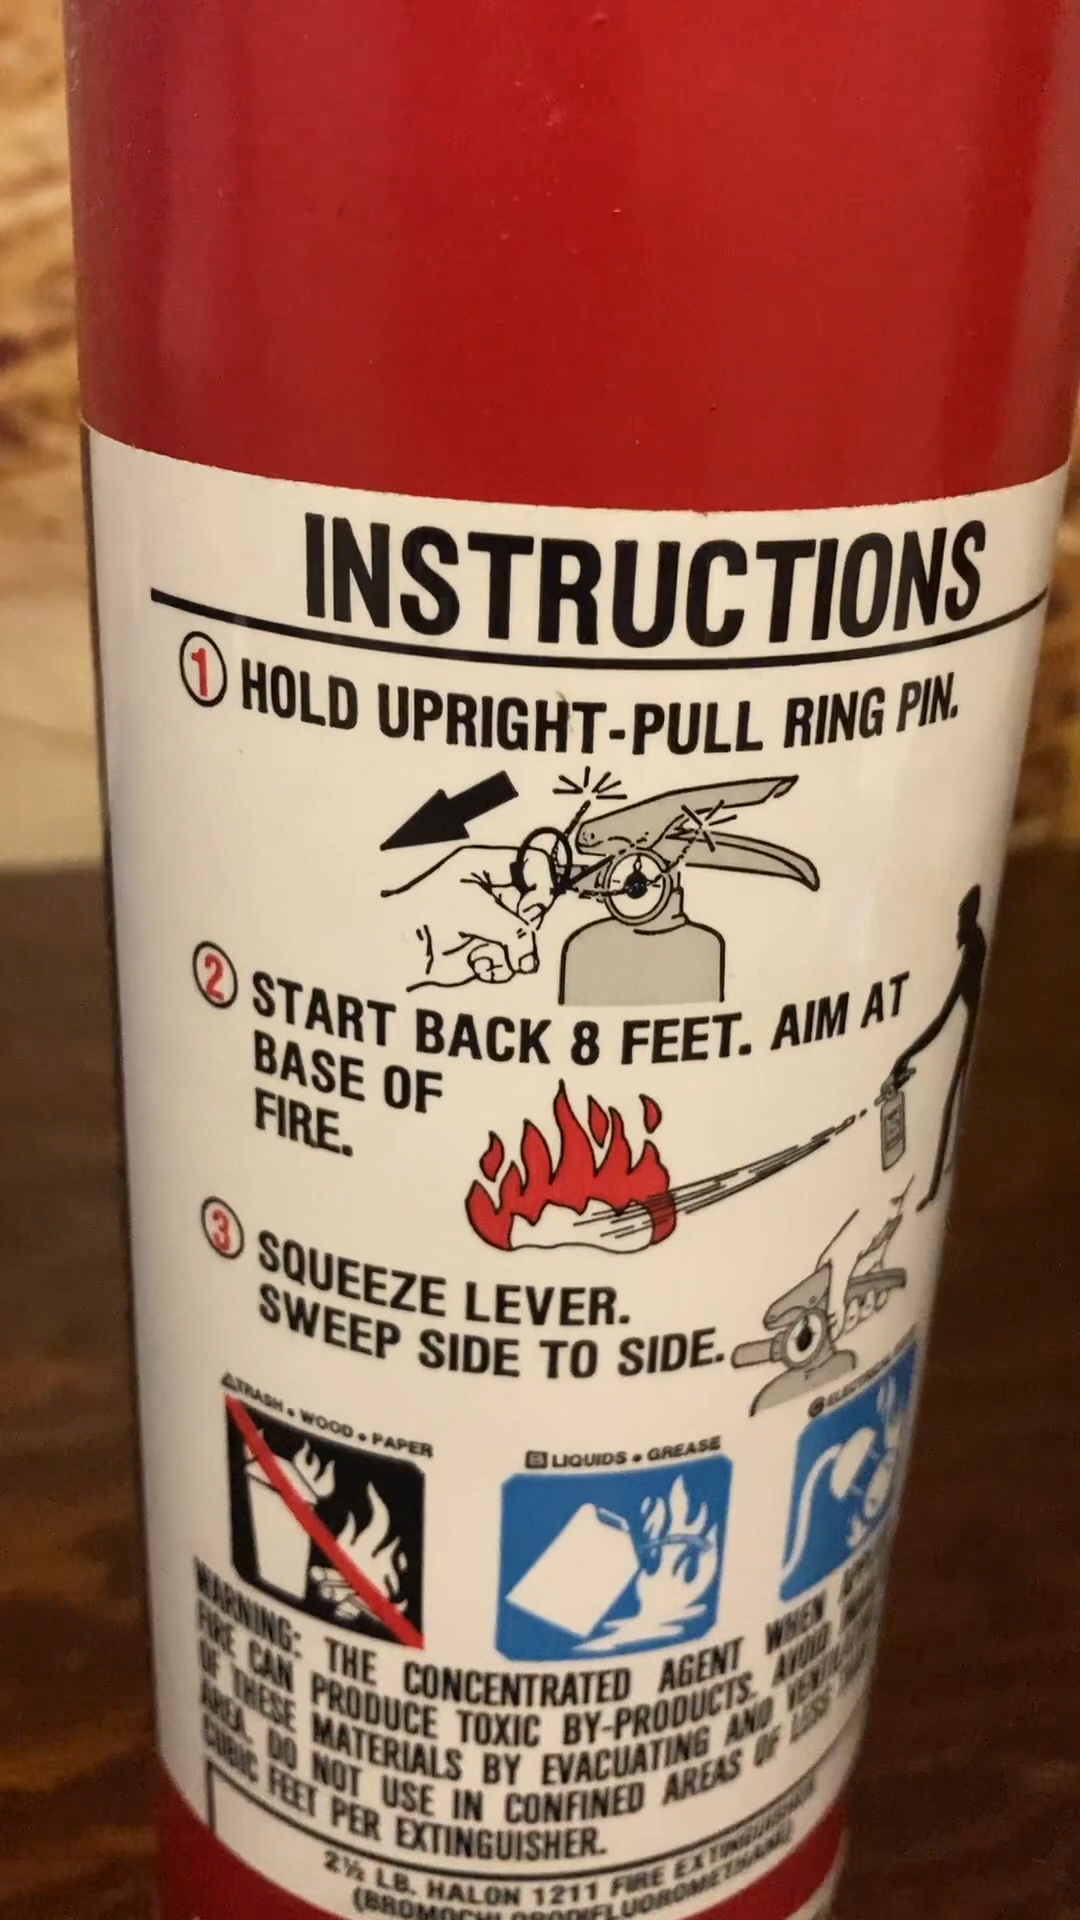 INSTRUCTIONS
1 HOLD UPRIGHT-PULL RING PIN.
2 START BACK 8 FEET. AIM AT
BASE OF
FIRE.
3 SQUEEZE LEVER.
SWEEP SIDE TO SIDE.
A TRASH • WOOD • PAPER
B LIQUIDS • GREASE
C
WARNING: THE CONCENTRATED AGENT WHEN
FIRE CAN PRODUCE TOXIC BY-PRODUCTS. AVOID
OF THESE MATERIALS BY EVACUATING AND
AREA. DO NOT USE IN CONFINED AREAS OF LESS
CUBIC FEET PER EXTINGUISHER.
2½ LB. HALON 1211 FIRE EXTINGUISHER
(BROMOCHLORODIFLUOROMETHANE)